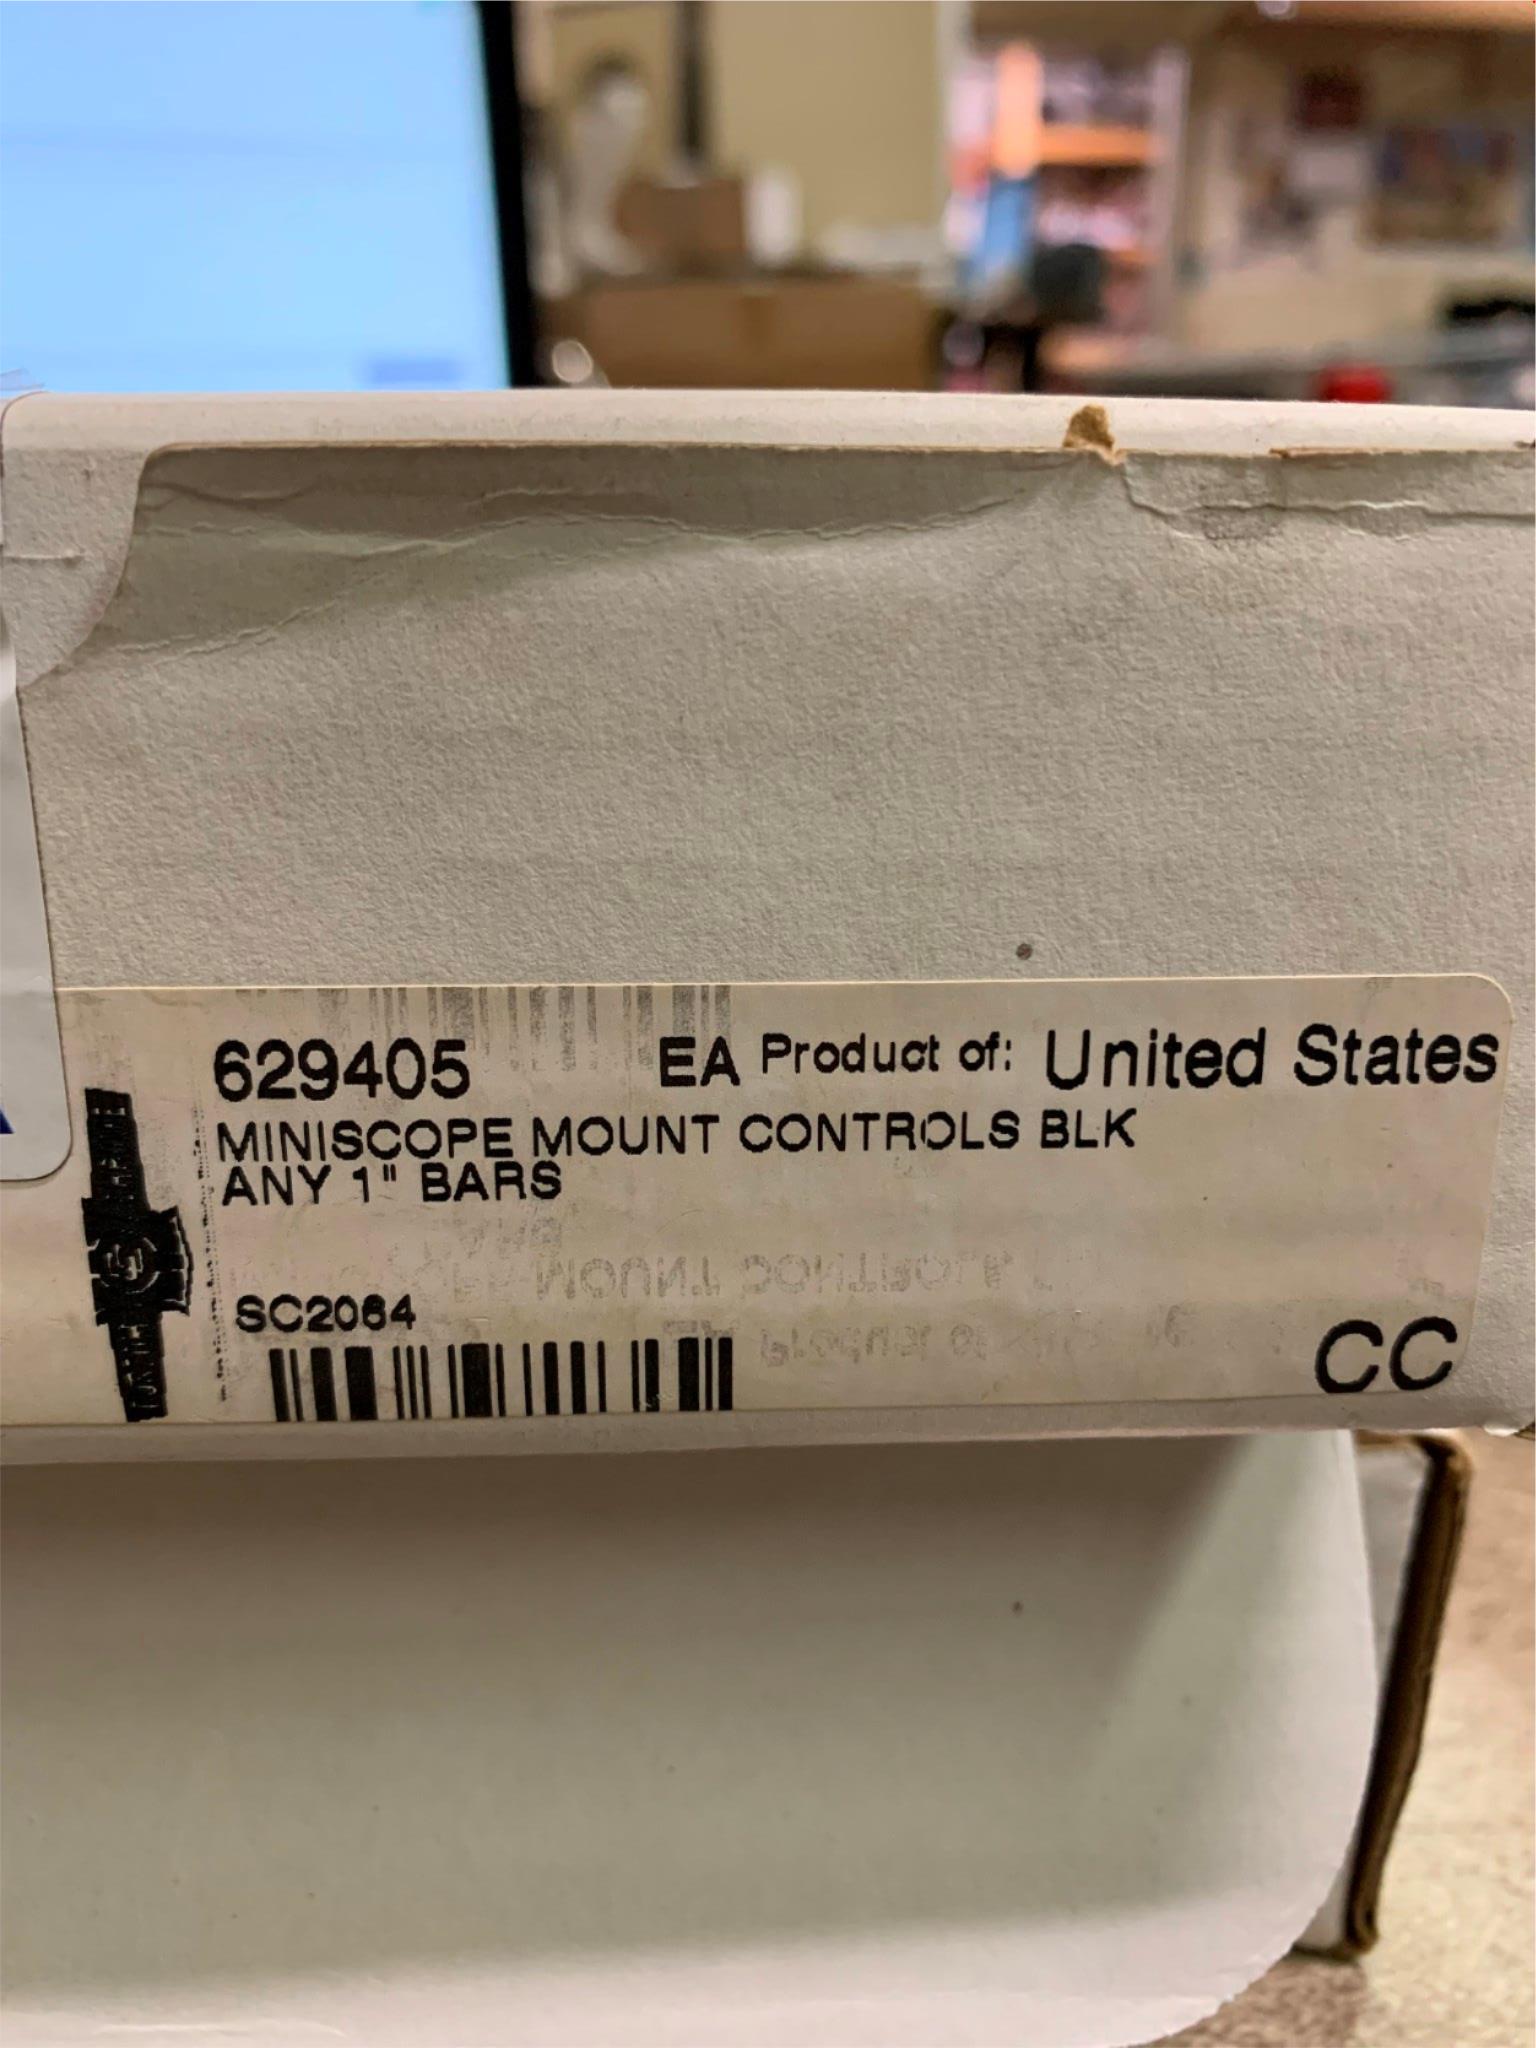 629405 EA Product of: United States
MINISCOPE MOUNT CONTROLS BLK
ANY 1" BARS
SC2064
CC